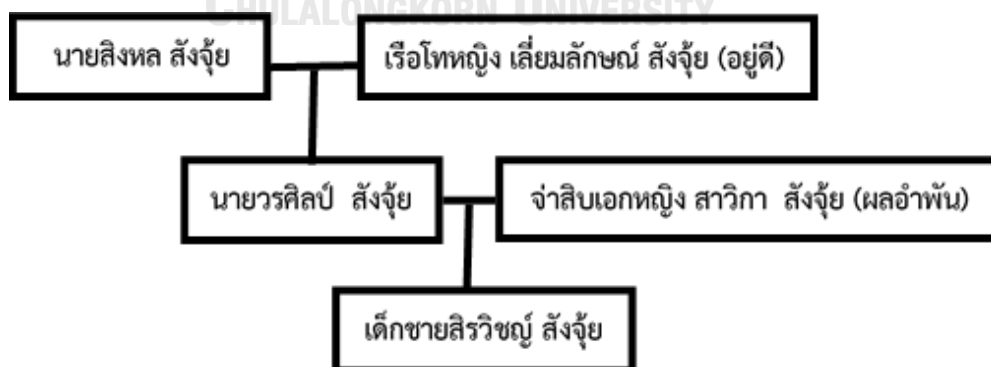 CHULALONGKORN UNIVERSITY
นายสิงหล สังจุ้ย
เรือโทหญิง เลี่ยมลักษณ์ สังจุ้ย (อยู่ดี)
นายวรศิลป์ สังจุ้ย
จ่าสิบเอกหญิง สาวิกา สังจุ้ย (ผลอำพัน)
เด็กชายสิรวิชญ์ สังจุ้ย